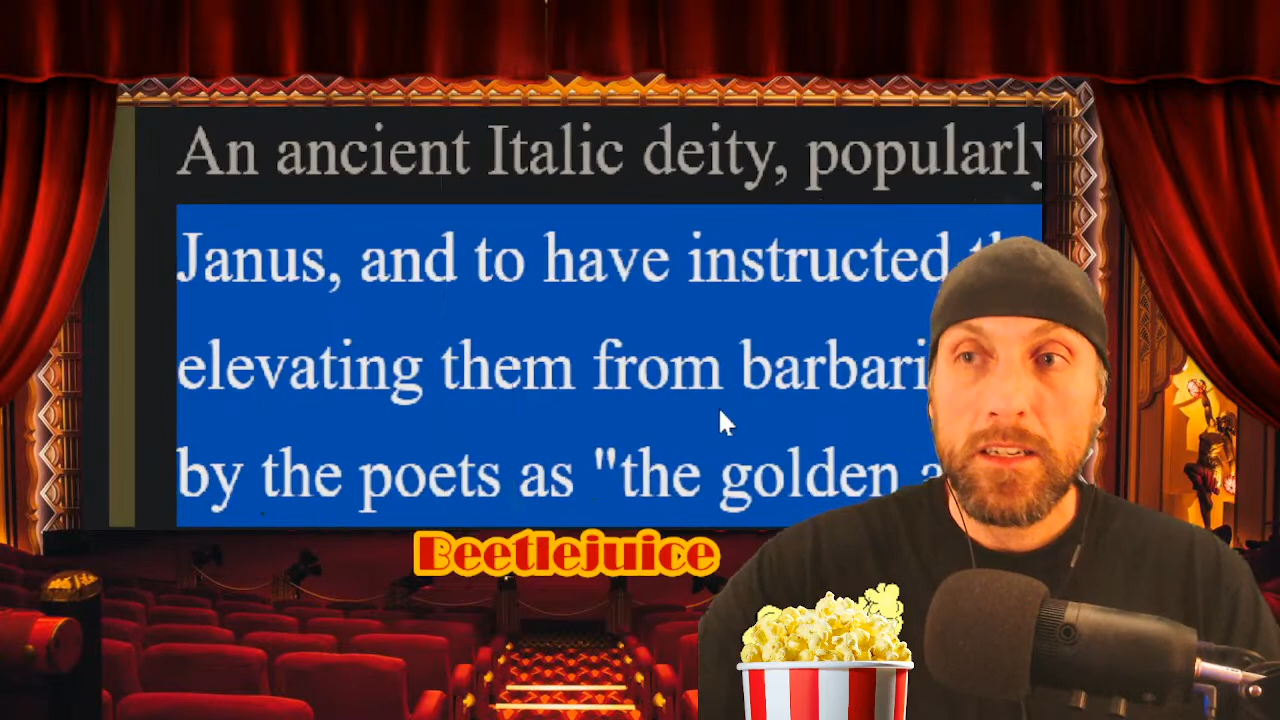 An ancient Italic deity, popularly
Janus, and to have instructed
elevating them from
by the poets as "the golden
Beetlejuice